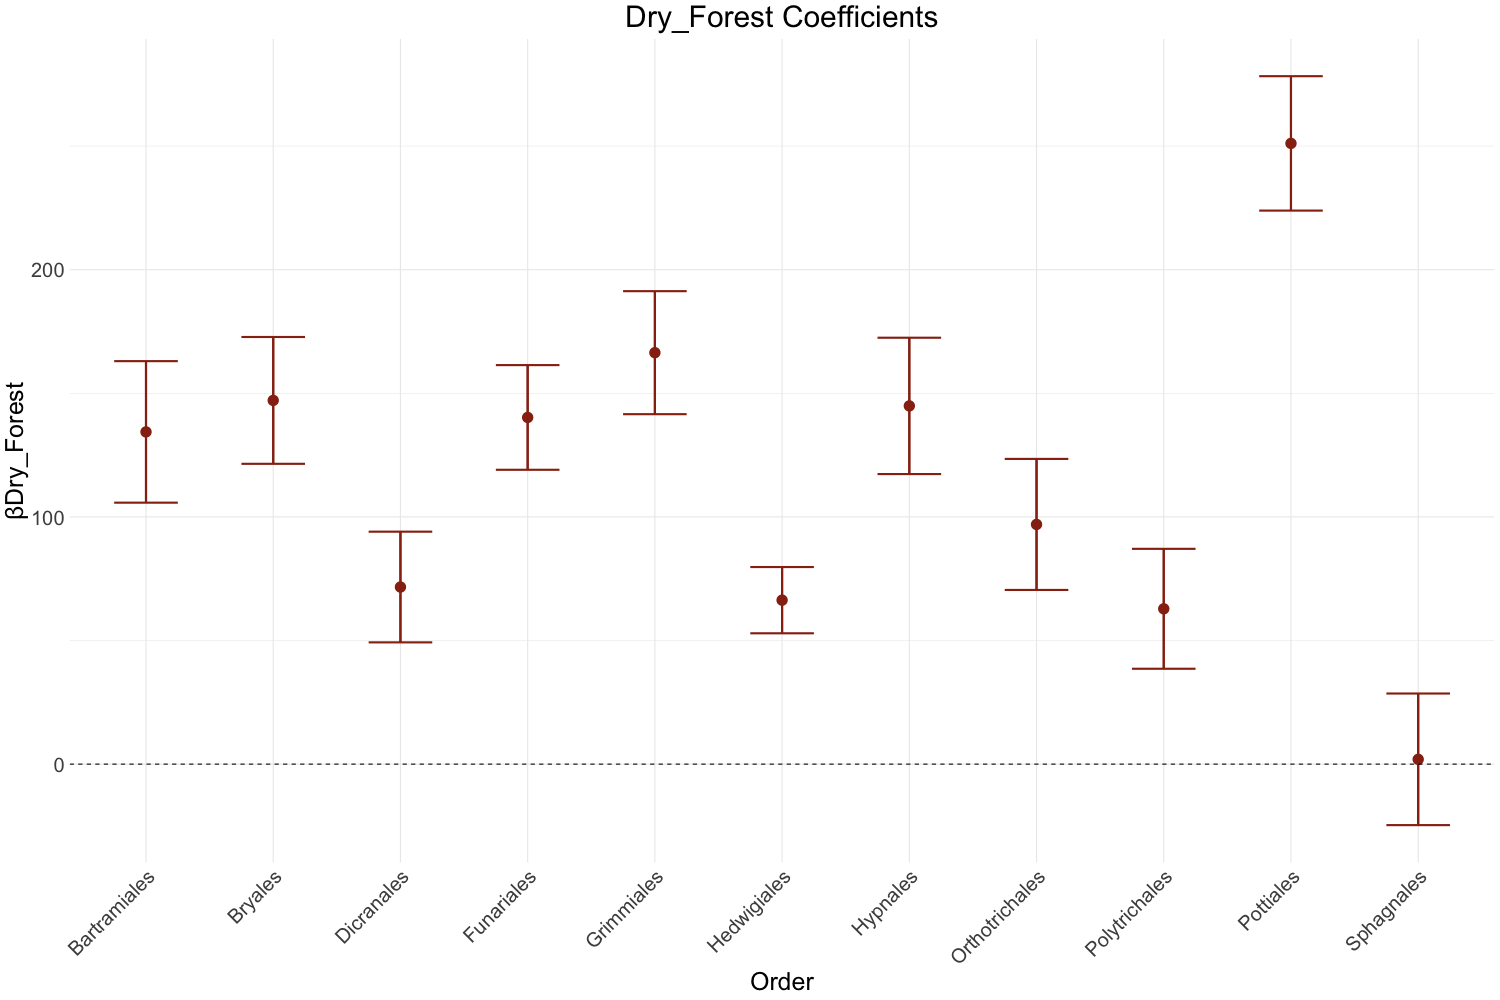 Dry_Forest Coefficients
βDry_Forest
200
100
0
Bartramiales
Bryales
Dicranales
Funariales
Grimmiales
Hedwigiales
Hypnales
Orthotrichales
Polytrichales
Pottiales
Sphagnales
Order